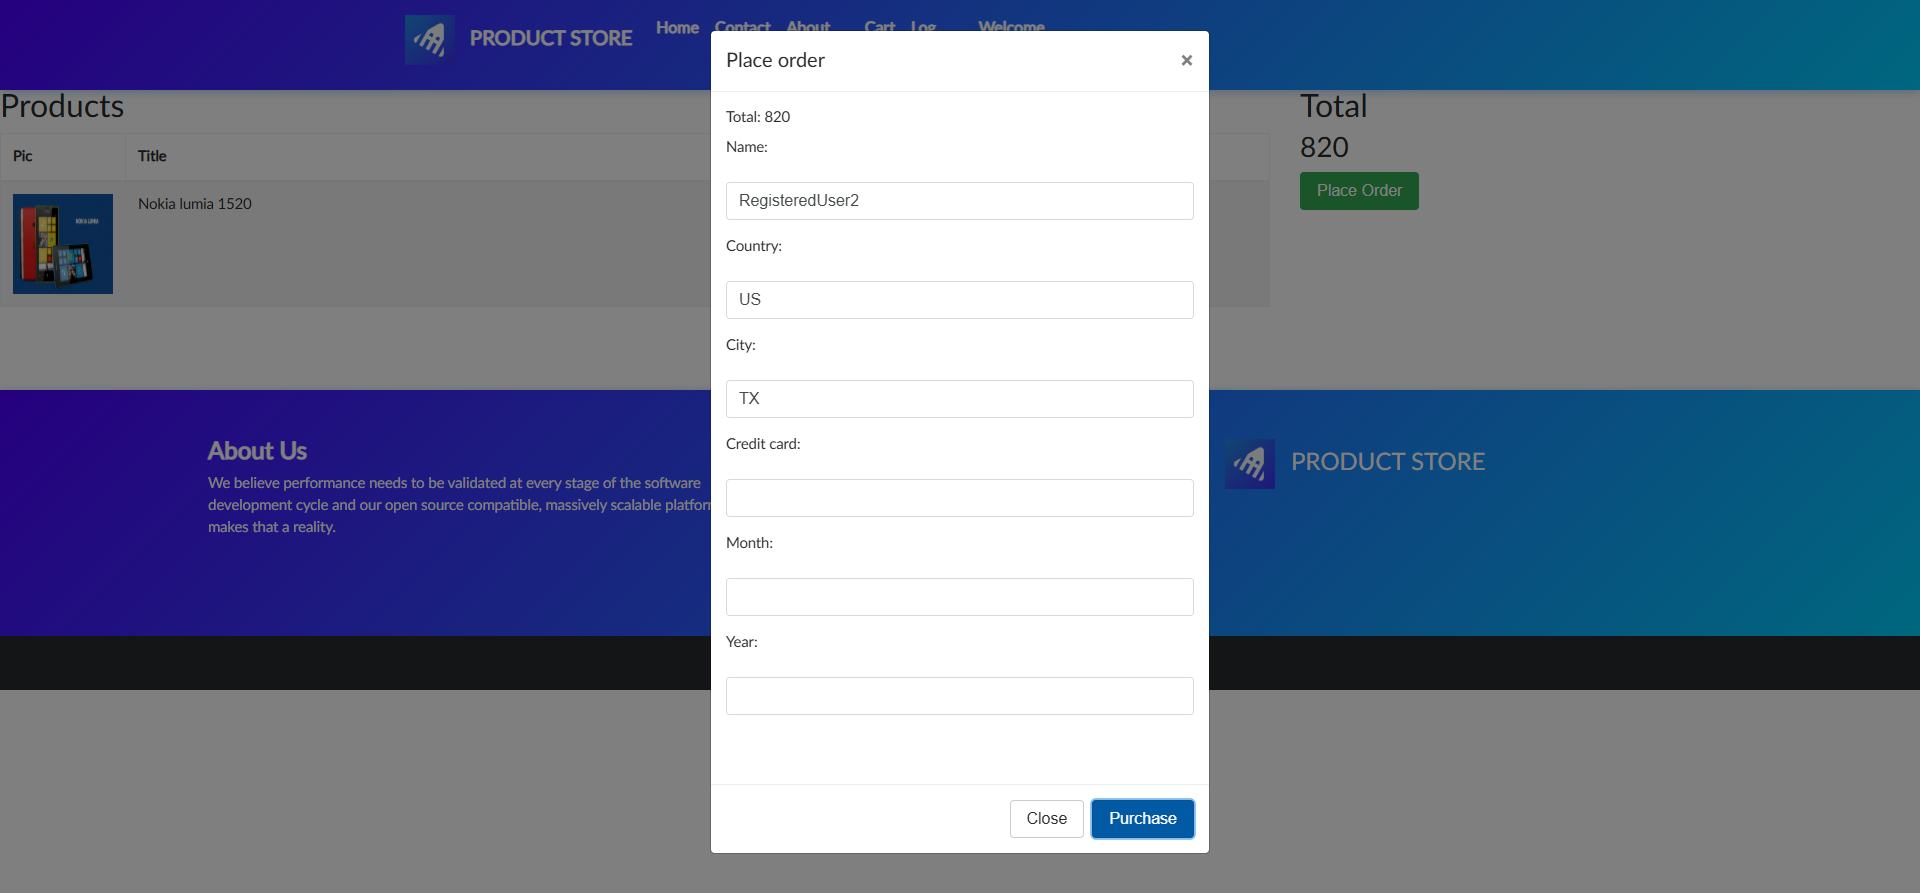 PRODUCT STORE
Home
Contact
About
Cart
Log
Welcome
Place order
×
Products
Total
Total: 820
820
Name:
Pic
Title
Place Order
NOKIA LUMIA
Nokia lumia 1520
RegisteredUser2
Country:
US
City:
TX
Credit card:
About Us
PRODUCT STORE
We believe performance needs to be validated at every stage of the software
development cycle and our open source compatible, massively scalable
makes that a reality.
Month:
Year:
Close
Purchase